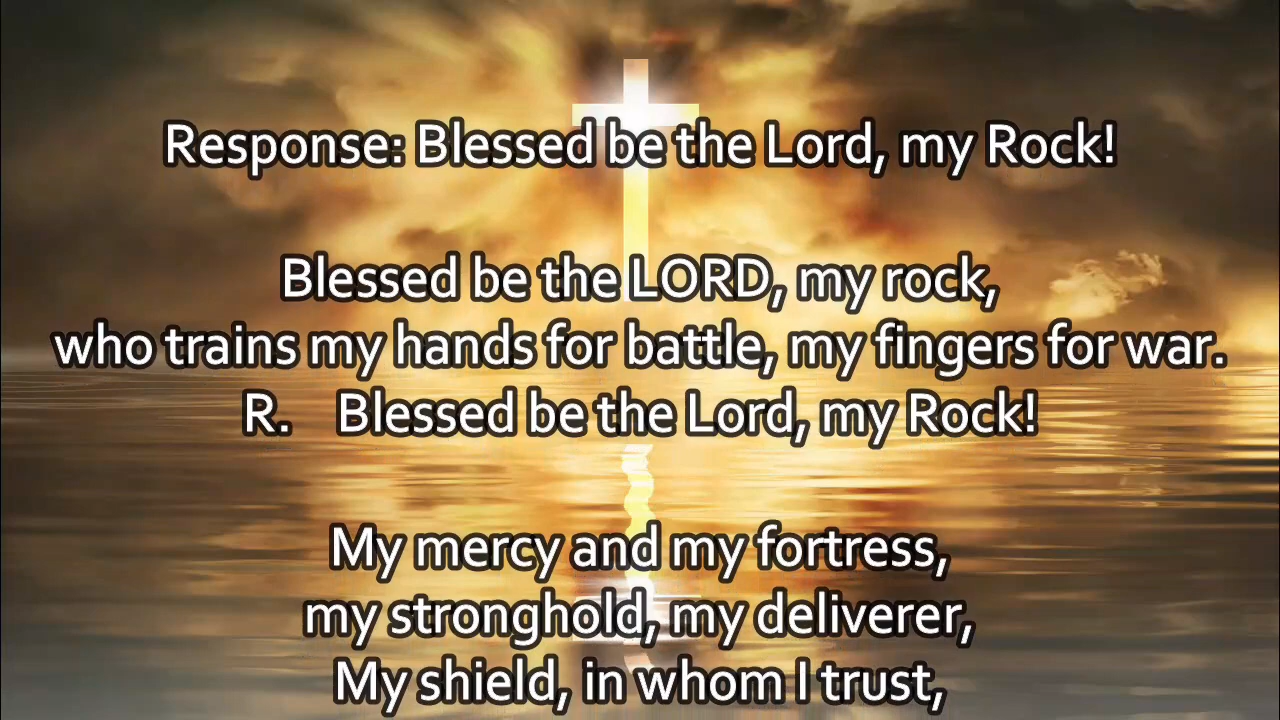 Response: Blessed be the Lord, my Rock!
Blessed be the LORD, my rock,
who trains my hands for battle, my fingers for war.
R. Blessed be the Lord, my Rock!
My mercy and my fortress,
my stronghold, my deliverer,
My shield, in whom I trust,